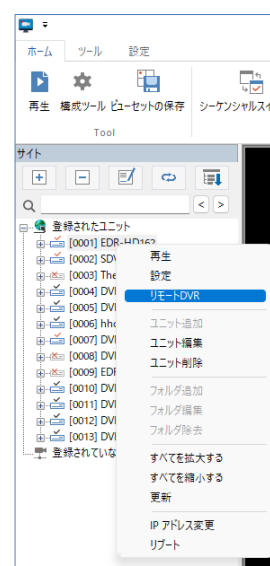 ホーム ツール 設定
再生 構成ツール ビューセットの保存 シーケンシャルスイ
Tool
サイト
登録されたユニット
[0001] EDR-HD162
[0002] SDV
[0003] The
[0004] DVI
[0005] DVI
[0006] hhc
[0007] DVI
[0008] DVI
[0009] EDF
[0010] DVI
[0011] DVI
[0012] DVI
[0013] DVI
登録されていな
再生
設定
リモートDVR
ユニット追加
ユニット編集
ユニット削除
フォルダ追加
フォルダ編集
フォルダ除去
すべてを拡大する
すべてを縮小する
更新
IP アドレス変更
リブート